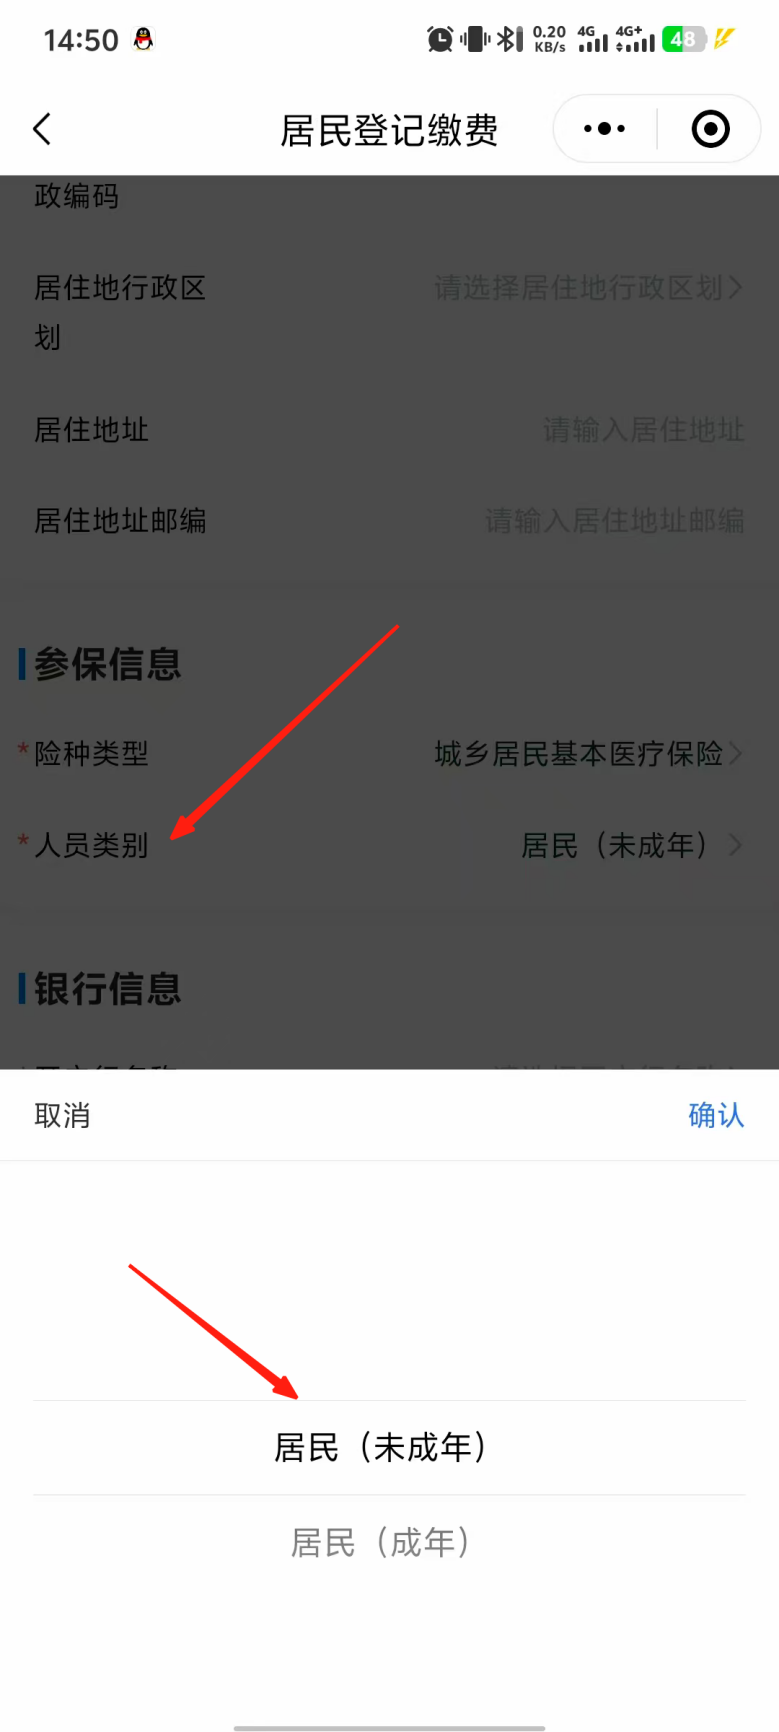 14:50
0.20
KB/s
4G
4G+
48
居民登记缴费
政编码
居住地行政区
划
请选择居住地行政区划
居住地址
请输入居住地址
居住地址邮编
请输入居住地址邮编
参保信息
*险种类型
城乡居民基本医疗保险
*人员类别
居民（未成年）
银行信息
取消
确认
居民（未成年）
居民（成年）